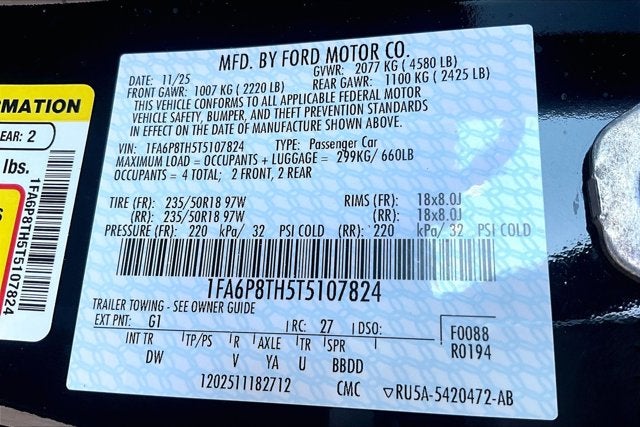 MFD. BY FORD MOTOR CO.
DATE: 11/25 GVWR: 2077 KG ( 4580 LB)
FRONT GAWR: 1007 KG ( 2220 LB) REAR GAWR: 1100 KG ( 2425 LB)
THIS VEHICLE CONFORMS TO ALL APPLICABLE FEDERAL MOTOR
VEHICLE SAFETY, BUMPER, AND THEFT PREVENTION STANDARDS
IN EFFECT ON THE DATE OF MANUFACTURE SHOWN ABOVE.
VIN: 1FA6P8TH5T5107824 TYPE: Passenger Car
MAXIMUM LOAD = OCCUPANTS + LUGGAGE = 299KG/ 660LB
OCCUPANTS = 4 TOTAL; 2 FRONT, 2 REAR
TIRE (FR): 235/50R18 97W RIMS (FR): 18x8.0J
(RR): 235/50R18 97W (RR): 18x8.0J
PRESSURE (FR): 220 kPa/ 32 PSI COLD (RR): 220 kPa/ 32 PSI COLD
1FA6P8TH5T5107824
TRAILER TOWING - SEE OWNER GUIDE
EXT PNT: G1 RC: 27 DSO: F0088
R0194
INT TR TP/PS R AXLE TR SPR
DW V YA U BBDD
1202511182712 CMC ▽RU5A-5420472-AB
RMATION
EAR: 2
lbs.
1FA6P8TH5T5107824